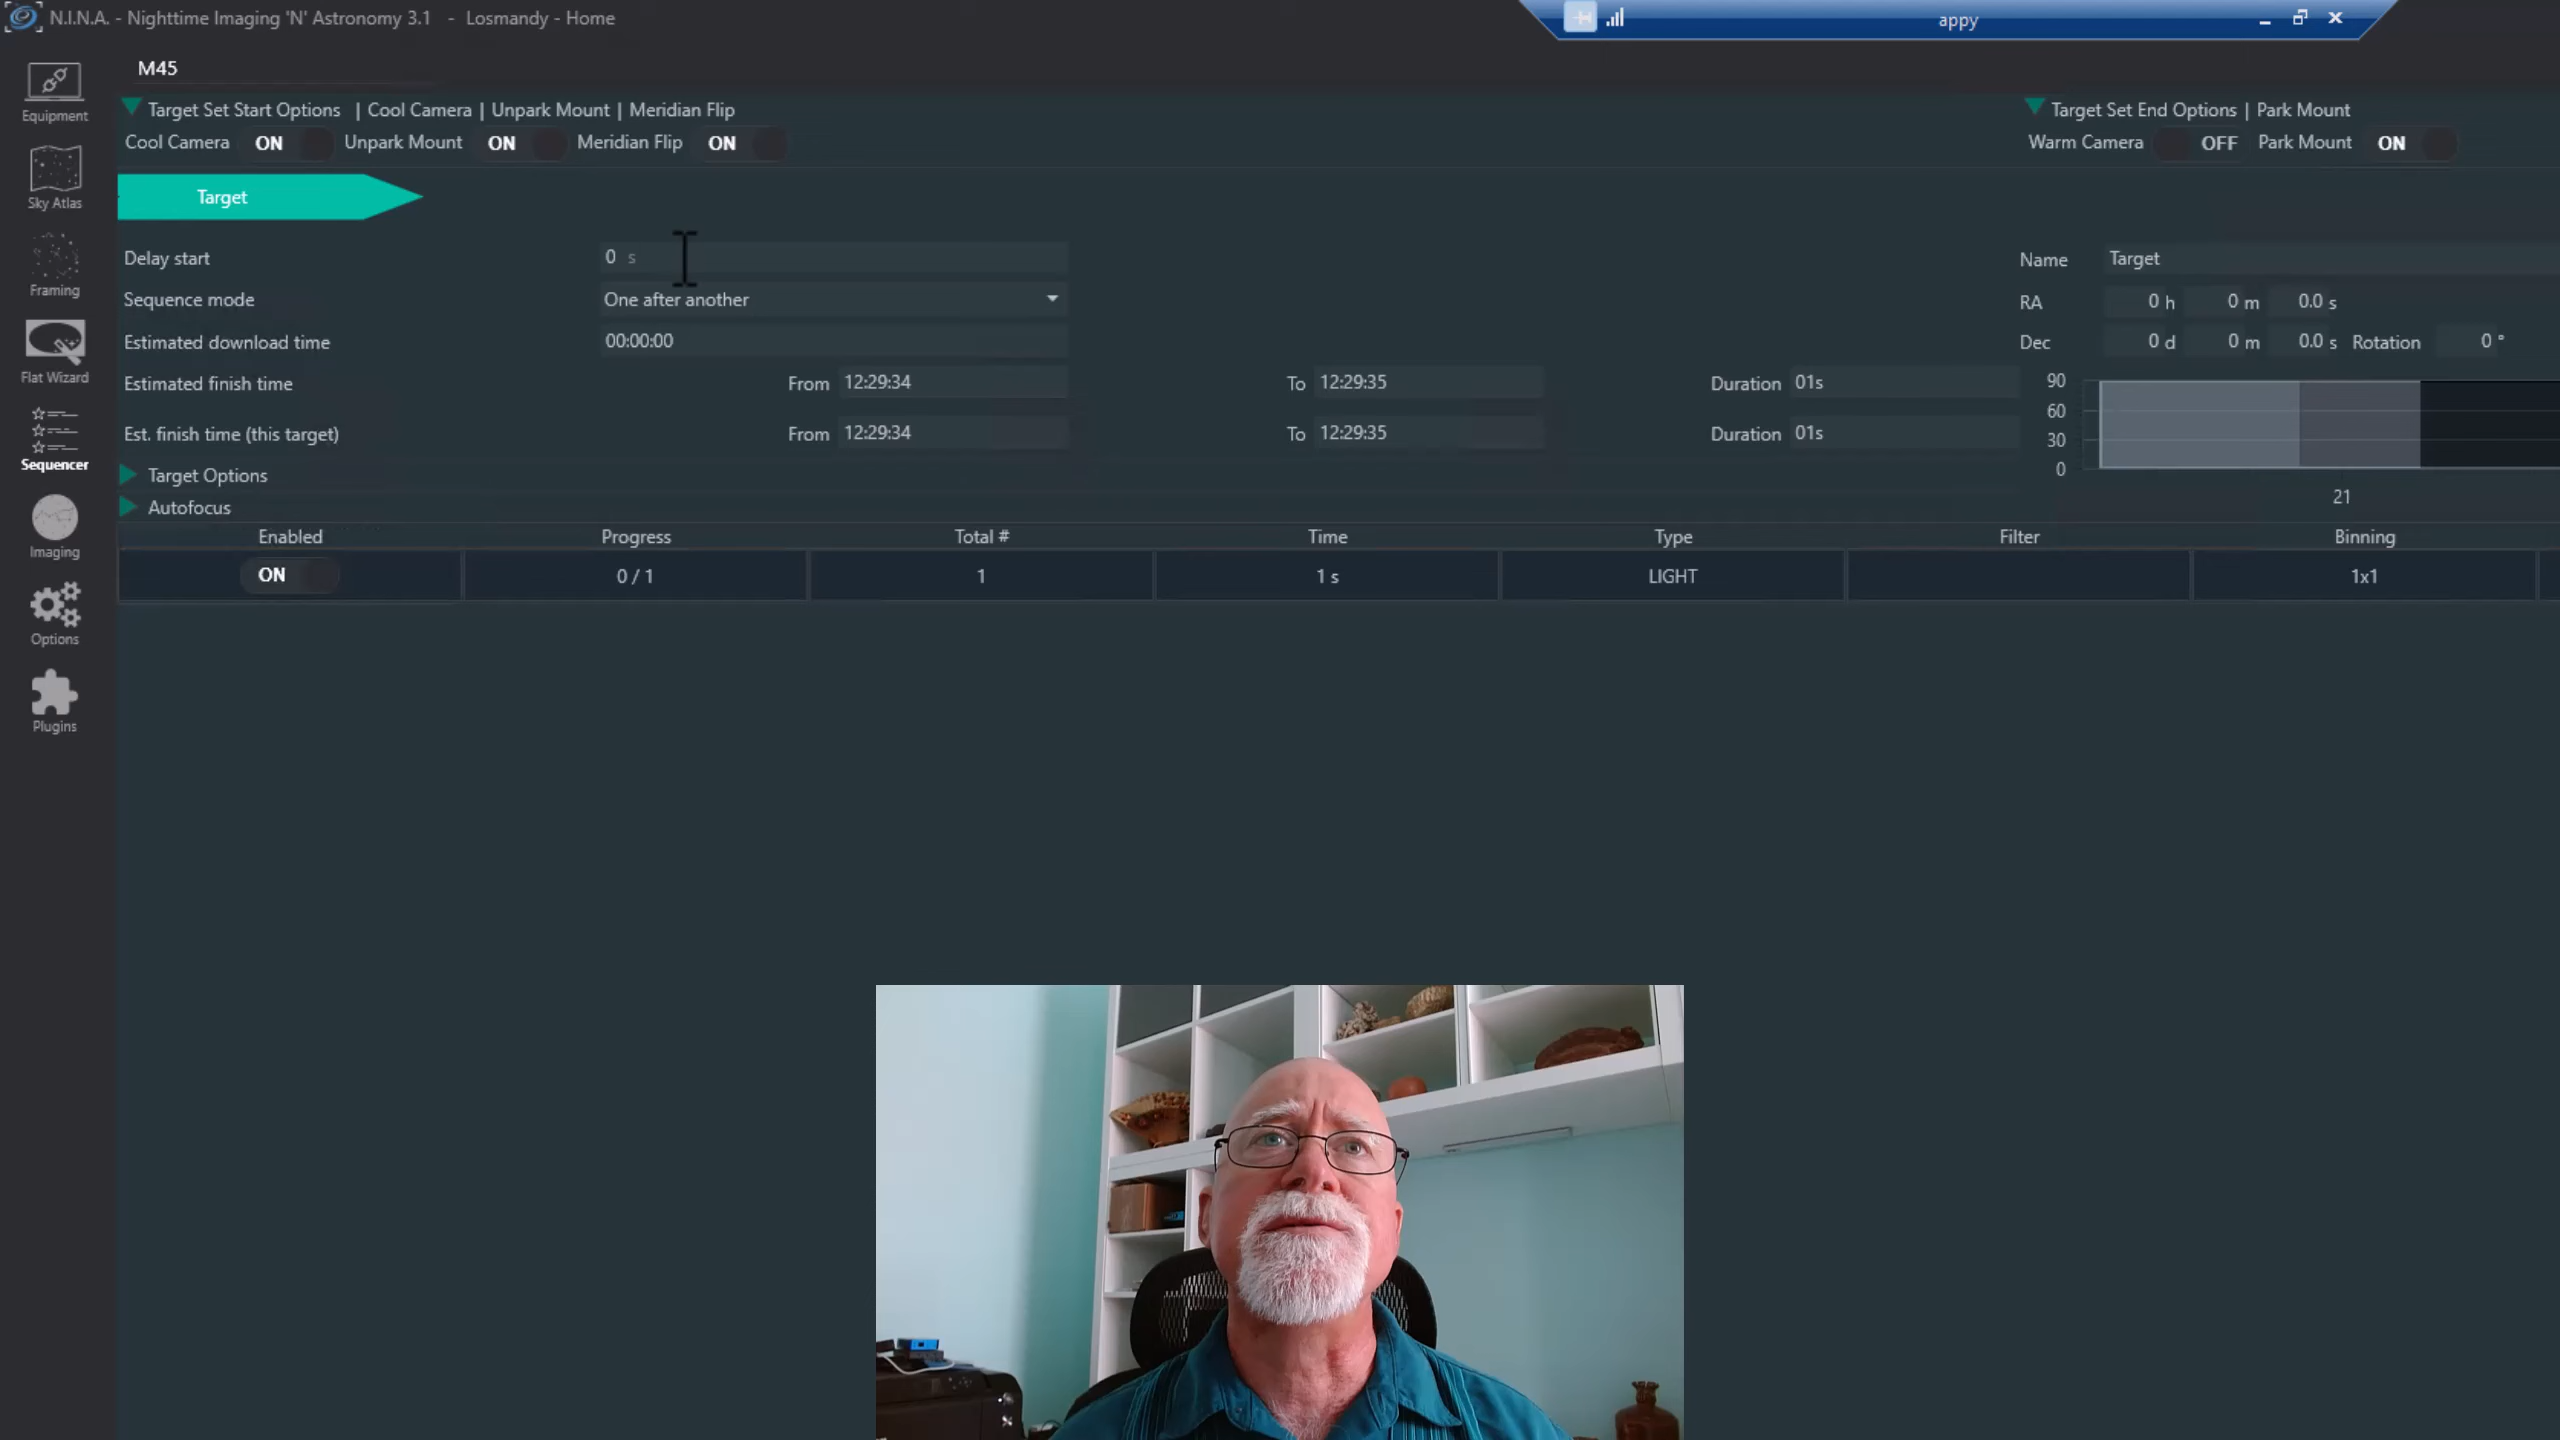 N.I.N.A. - Nighttime Imaging 'N' Astronomy 3.1 - Losmandy - Home
appy
M45
Equipment
Target Set Start Options | Cool Camera | Unpark Mount | Meridian Flip
Target Set End Options | Park Mount
Cool Camera ON Unpark Mount ON Meridian Flip ON
Warm Camera OFF Park Mount ON
Sky Atlas
Target
Delay start 0 s
Name Target
Framing
Sequence mode One after another
RA 0 h 0 m 0.0 s
Estimated download time 00:00:00
Dec 0 d 0 m 0.0 s Rotation 0 °
Flat Wizard
Estimated finish time From 12:29:34 To 12:29:35 Duration 01s
90
60
Est. finish time (this target) From 12:29:34 To 12:29:35 Duration 01s
30
0
Sequencer
Target Options
21
Autofocus
Enabled Progress Total # Time Type Filter Binning
Imaging
ON 0 / 1 1 1 s LIGHT 1x1
Options
Plugins